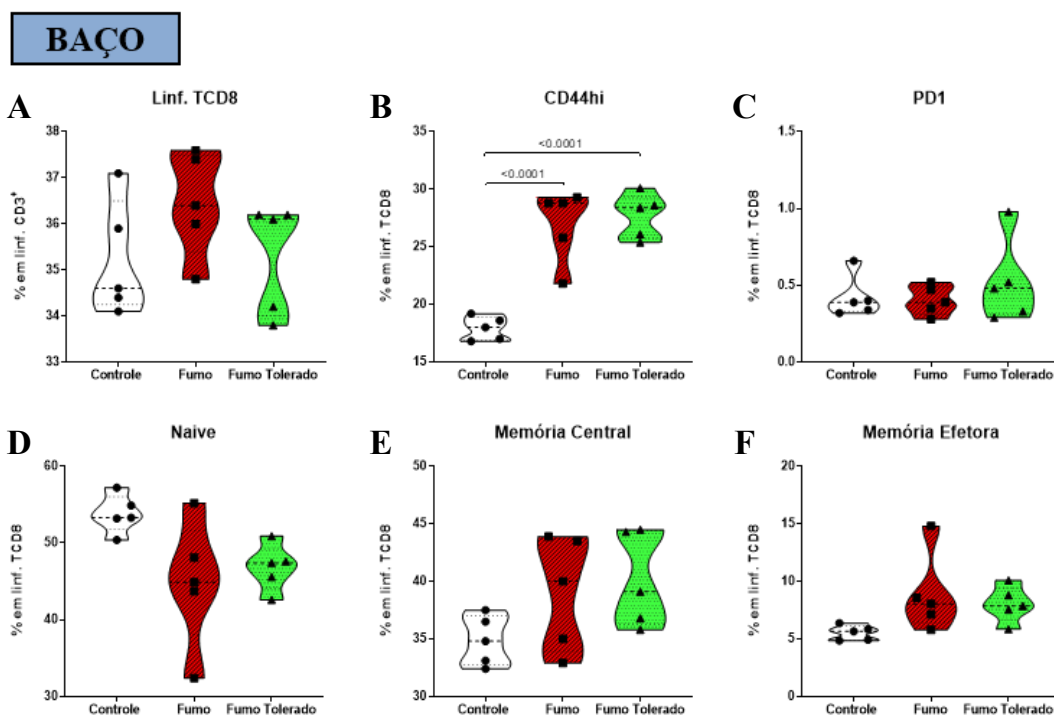 BAÇO
A
Linf. TCD8
% em linf. CD3+
38
37
36
35
34
33
Controle
Fumo
Fumo Tolerado
B
CD44hi
% em linf. TCD8
35
30
25
20
15
<0.0001
<0.0001
Controle
Fumo
Fumo Tolerado
C
PD1
% em linf. TCD8
1.5
1.0
0.5
0.0
Controle
Fumo
Fumo Tolerado
D
Naive
% em linf. TCD8
60
50
40
30
Controle
Fumo
Fumo Tolerado
E
Memória Central
% em linf. TCD8
50
45
40
35
30
Controle
Fumo
Fumo Tolerado
F
Memória Efetora
% em linf. TCD8
20
15
10
5
0
Controle
Fumo
Fumo Tolerado